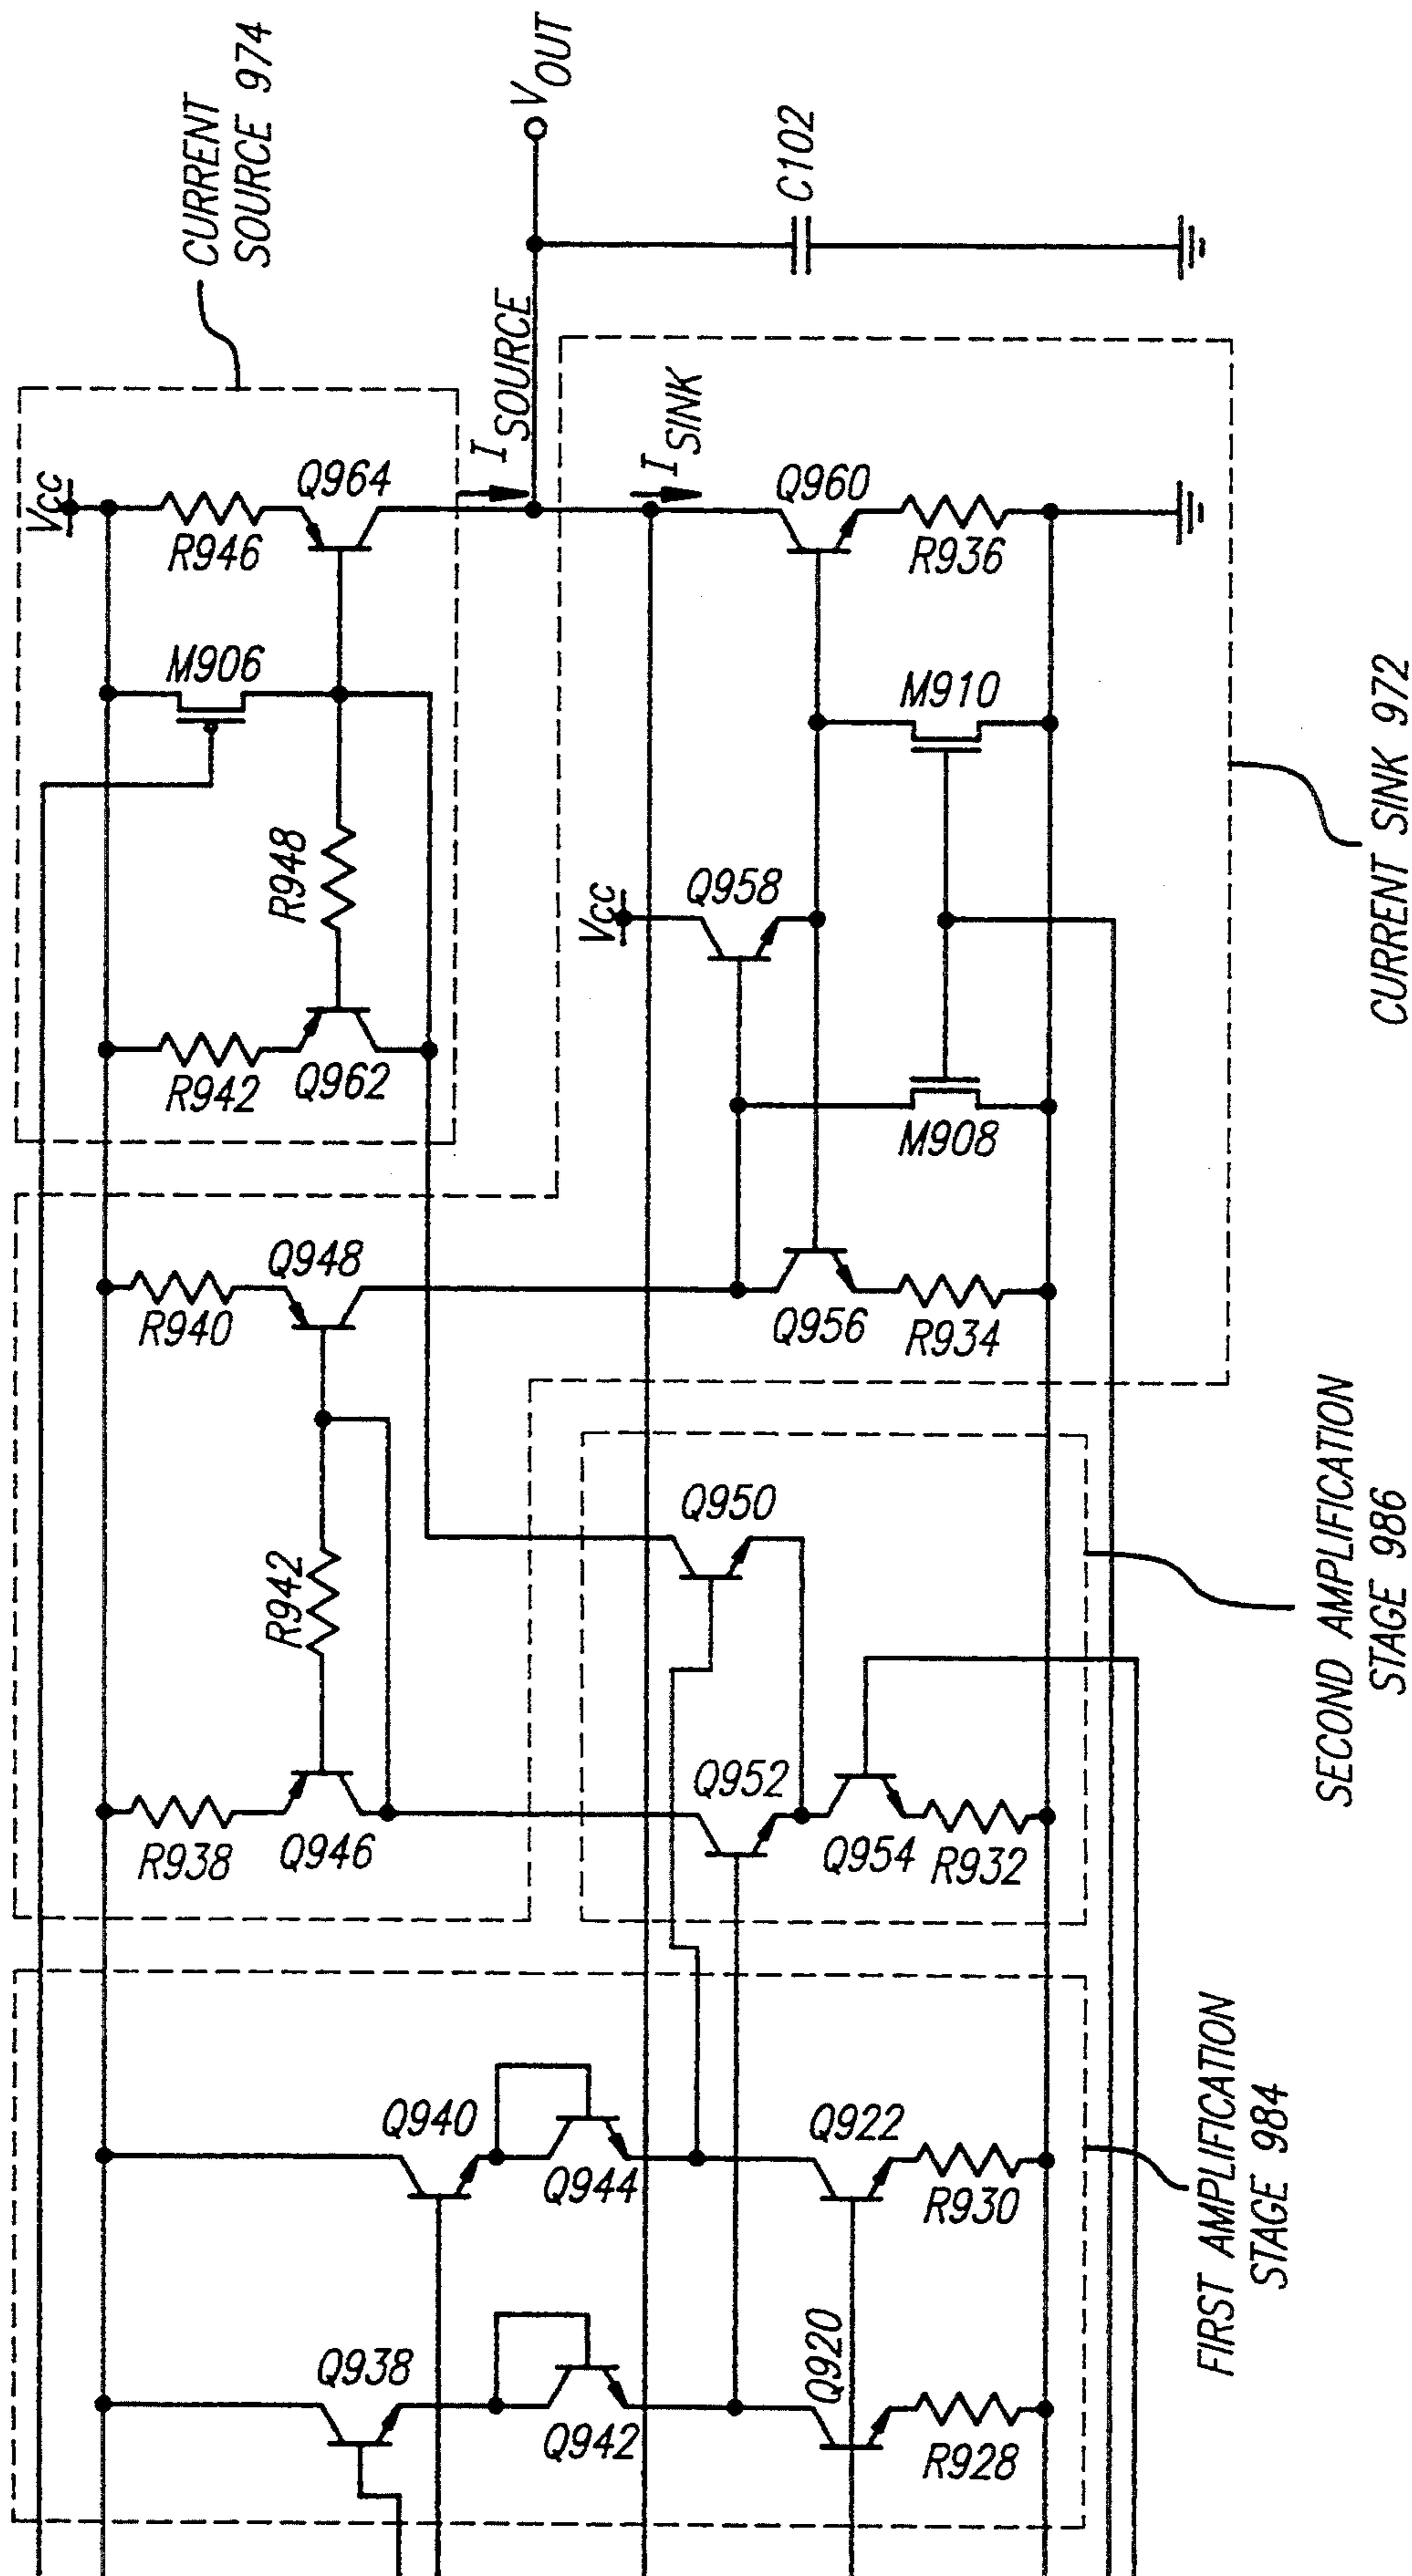 CURRENT
SOURCE 974
VOUT
C102
ISOURCE
ISINK
VCC
R946
Q964
M906
R948
R942
Q962
Q960
R936
M910
VCC
Q958
M908
Q956
R934
CURRENT SINK 972
R940
Q948
R942
R938
Q946
Q950
Q952
Q954
R932
SECOND AMPLIFICATION
STAGE 986
Q940
Q944
Q922
R930
Q938
Q942
Q920
R928
FIRST AMPLIFICATION
STAGE 984